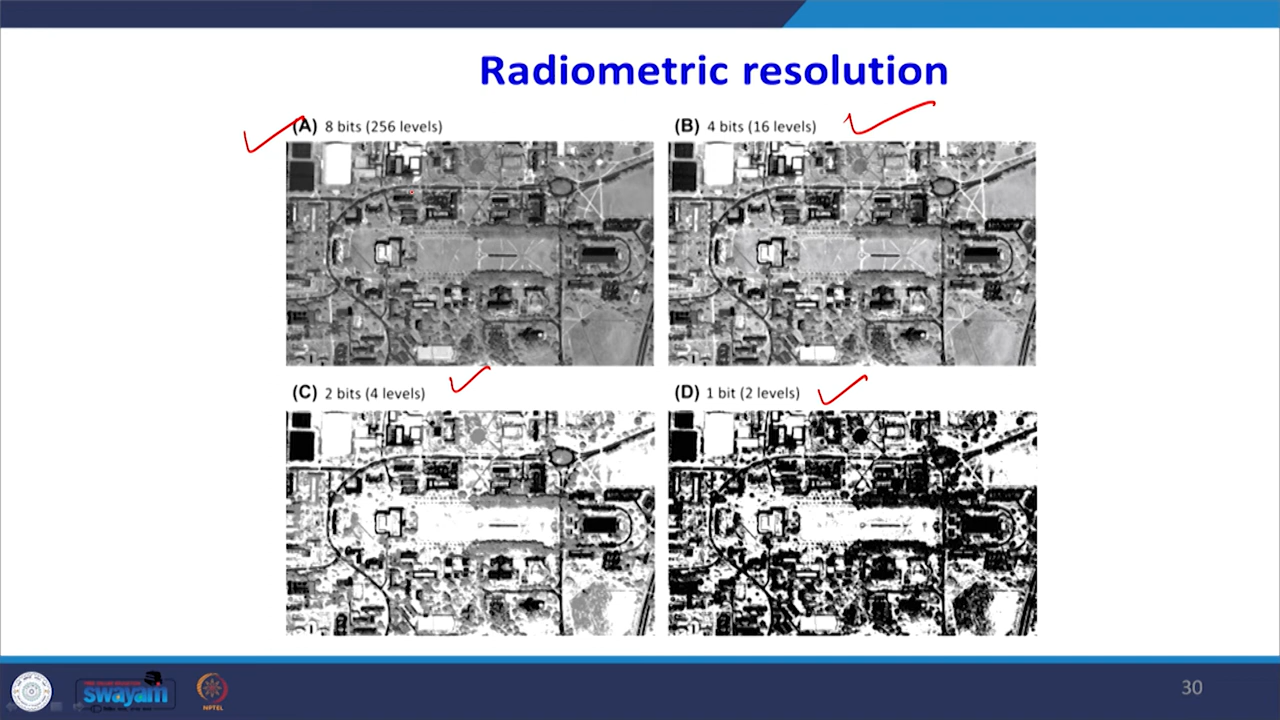 Radiometric resolution
(A) 8 bits (256 levels)
(B) 4 bits (16 levels)
(C) 2 bits (4 levels)
(D) 1 bit (2 levels)
swayam
NPTEL
30